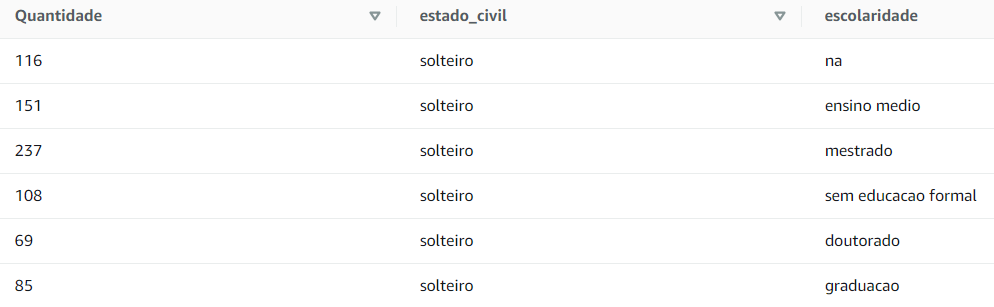 Quantidade estado_civil escolaridade
116 solteiro na
151 solteiro ensino medio
237 solteiro mestrado
108 solteiro sem educacao formal
69 solteiro doutorado
85 solteiro graduacao